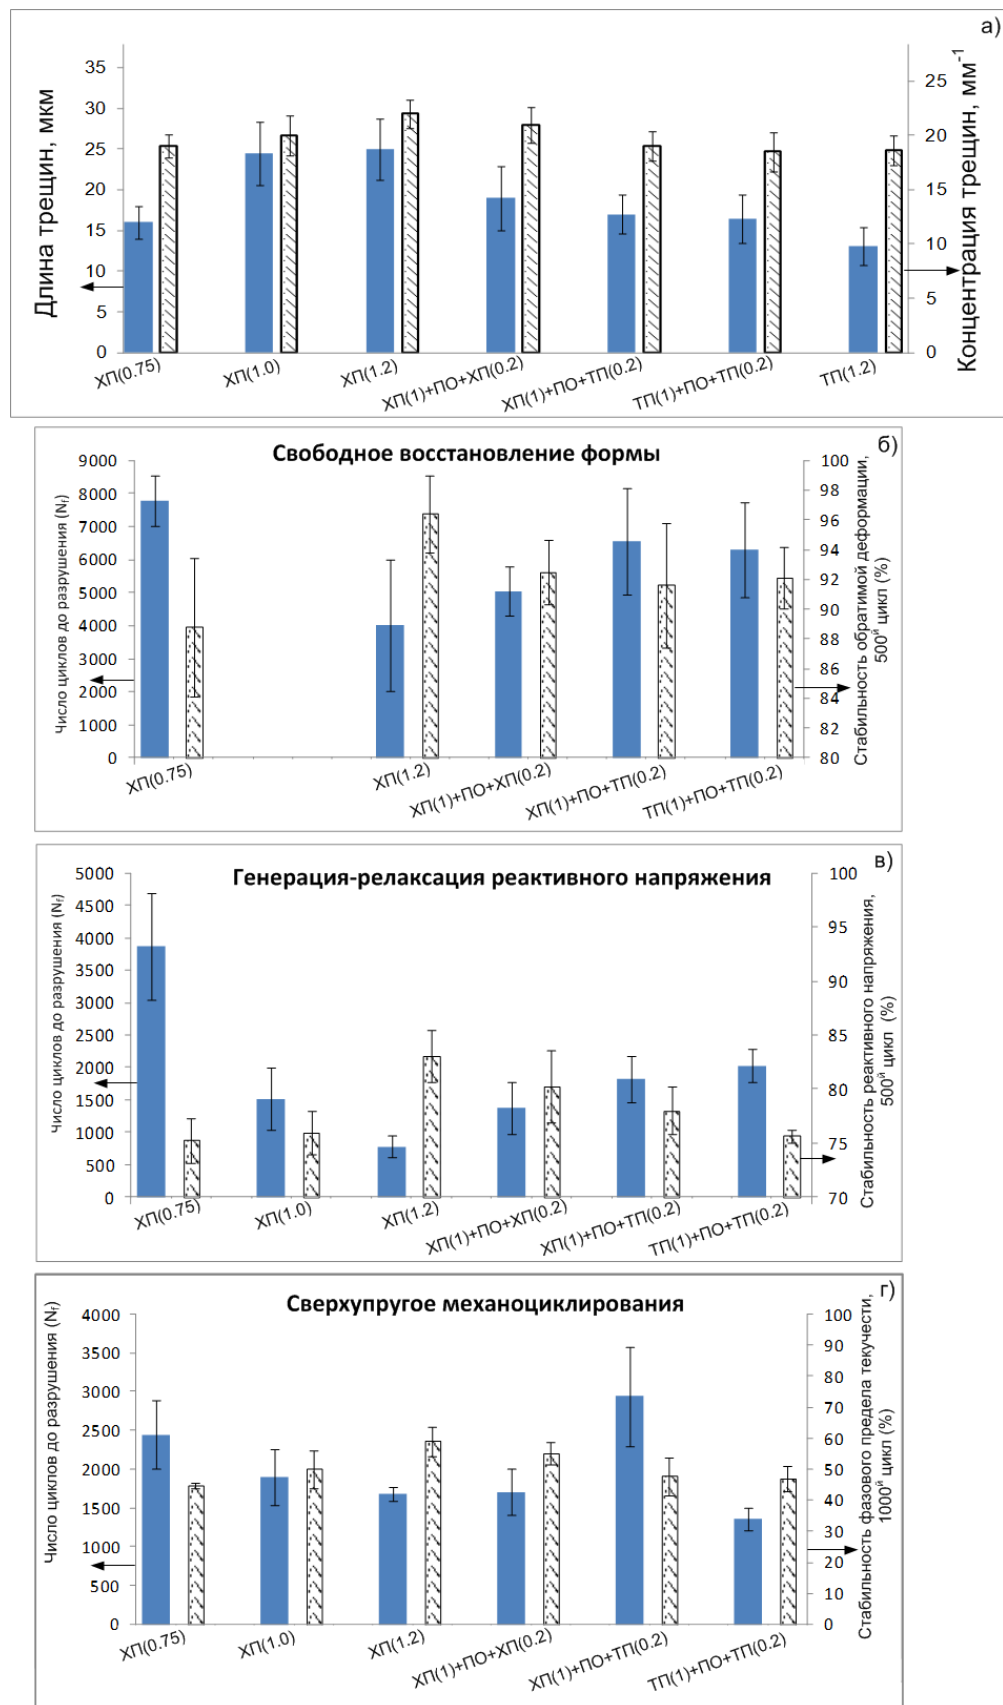 а)
Длина трещин, мкм
35
30
25
20
15
10
5
0
25
20
15
10
5
0
Концентрация трещин, мм⁻¹
ХП(0.75)
ХП(1.0)
ХП(1.2)
ХП(1)+ПО+ХП(0.2)
ХП(1)+ПО+ТП(0.2)
ТП(1)+ПО+ТП(0.2)
ТП(1.2)
б)
Свободное восстановление формы
Число циклов до разрушения (Nf)
9000
8000
7000
6000
5000
4000
3000
2000
1000
0
100
98
96
94
92
90
88
86
84
82
80
Стабильность обратимой деформации,
500й цикл (%)
ХП(0.75)
ХП(1.2)
ХП(1)+ПО+ХП(0.2)
ХП(1)+ПО+ТП(0.2)
ТП(1)+ПО+ТП(0.2)
в)
Генерация-релаксация реактивного напряжения
Число циклов до разрушения (Nf)
5000
4500
4000
3500
3000
2500
2000
1500
1000
500
0
100
95
90
85
80
75
70
Стабильность реактивного напряжения,
500й цикл (%)
ХП(0.75)
ХП(1.0)
ХП(1.2)
ХП(1)+ПО+ХП(0.2)
ХП(1)+ПО+ТП(0.2)
ТП(1)+ПО+ТП(0.2)
г)
Сверхупругое механоциклирования
Число циклов до разрушения (Nf)
4000
3500
3000
2500
2000
1500
1000
500
0
100
90
80
70
60
50
40
30
20
10
0
Стабильность фазового предела текучести,
1000й цикл (%)
ХП(0.75)
ХП(1.0)
ХП(1.2)
ХП(1)+ПО+ХП(0.2)
ХП(1)+ПО+ТП(0.2)
ТП(1)+ПО+ТП(0.2)